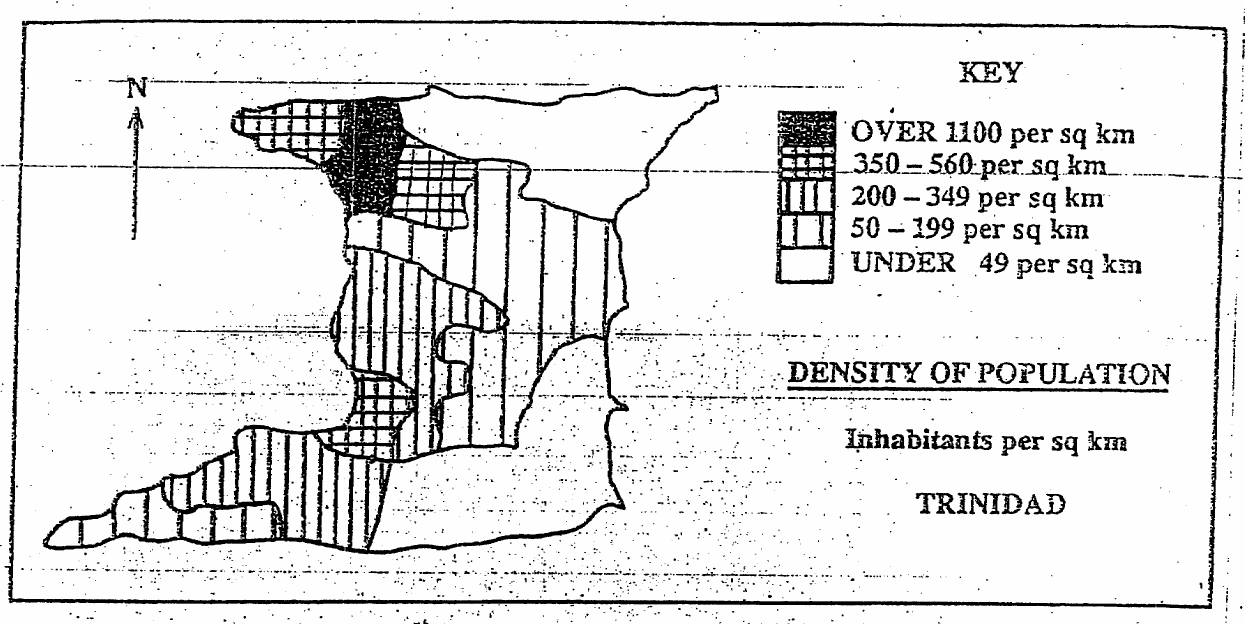 N
KEY
OVER 1100 per sq km
350 – 560 per sq km
200 – 349 per sq km
50 – 199 per sq km
UNDER 49 per sq km
DENSITY OF POPULATION
Inhabitants per sq km
TRINIDAD